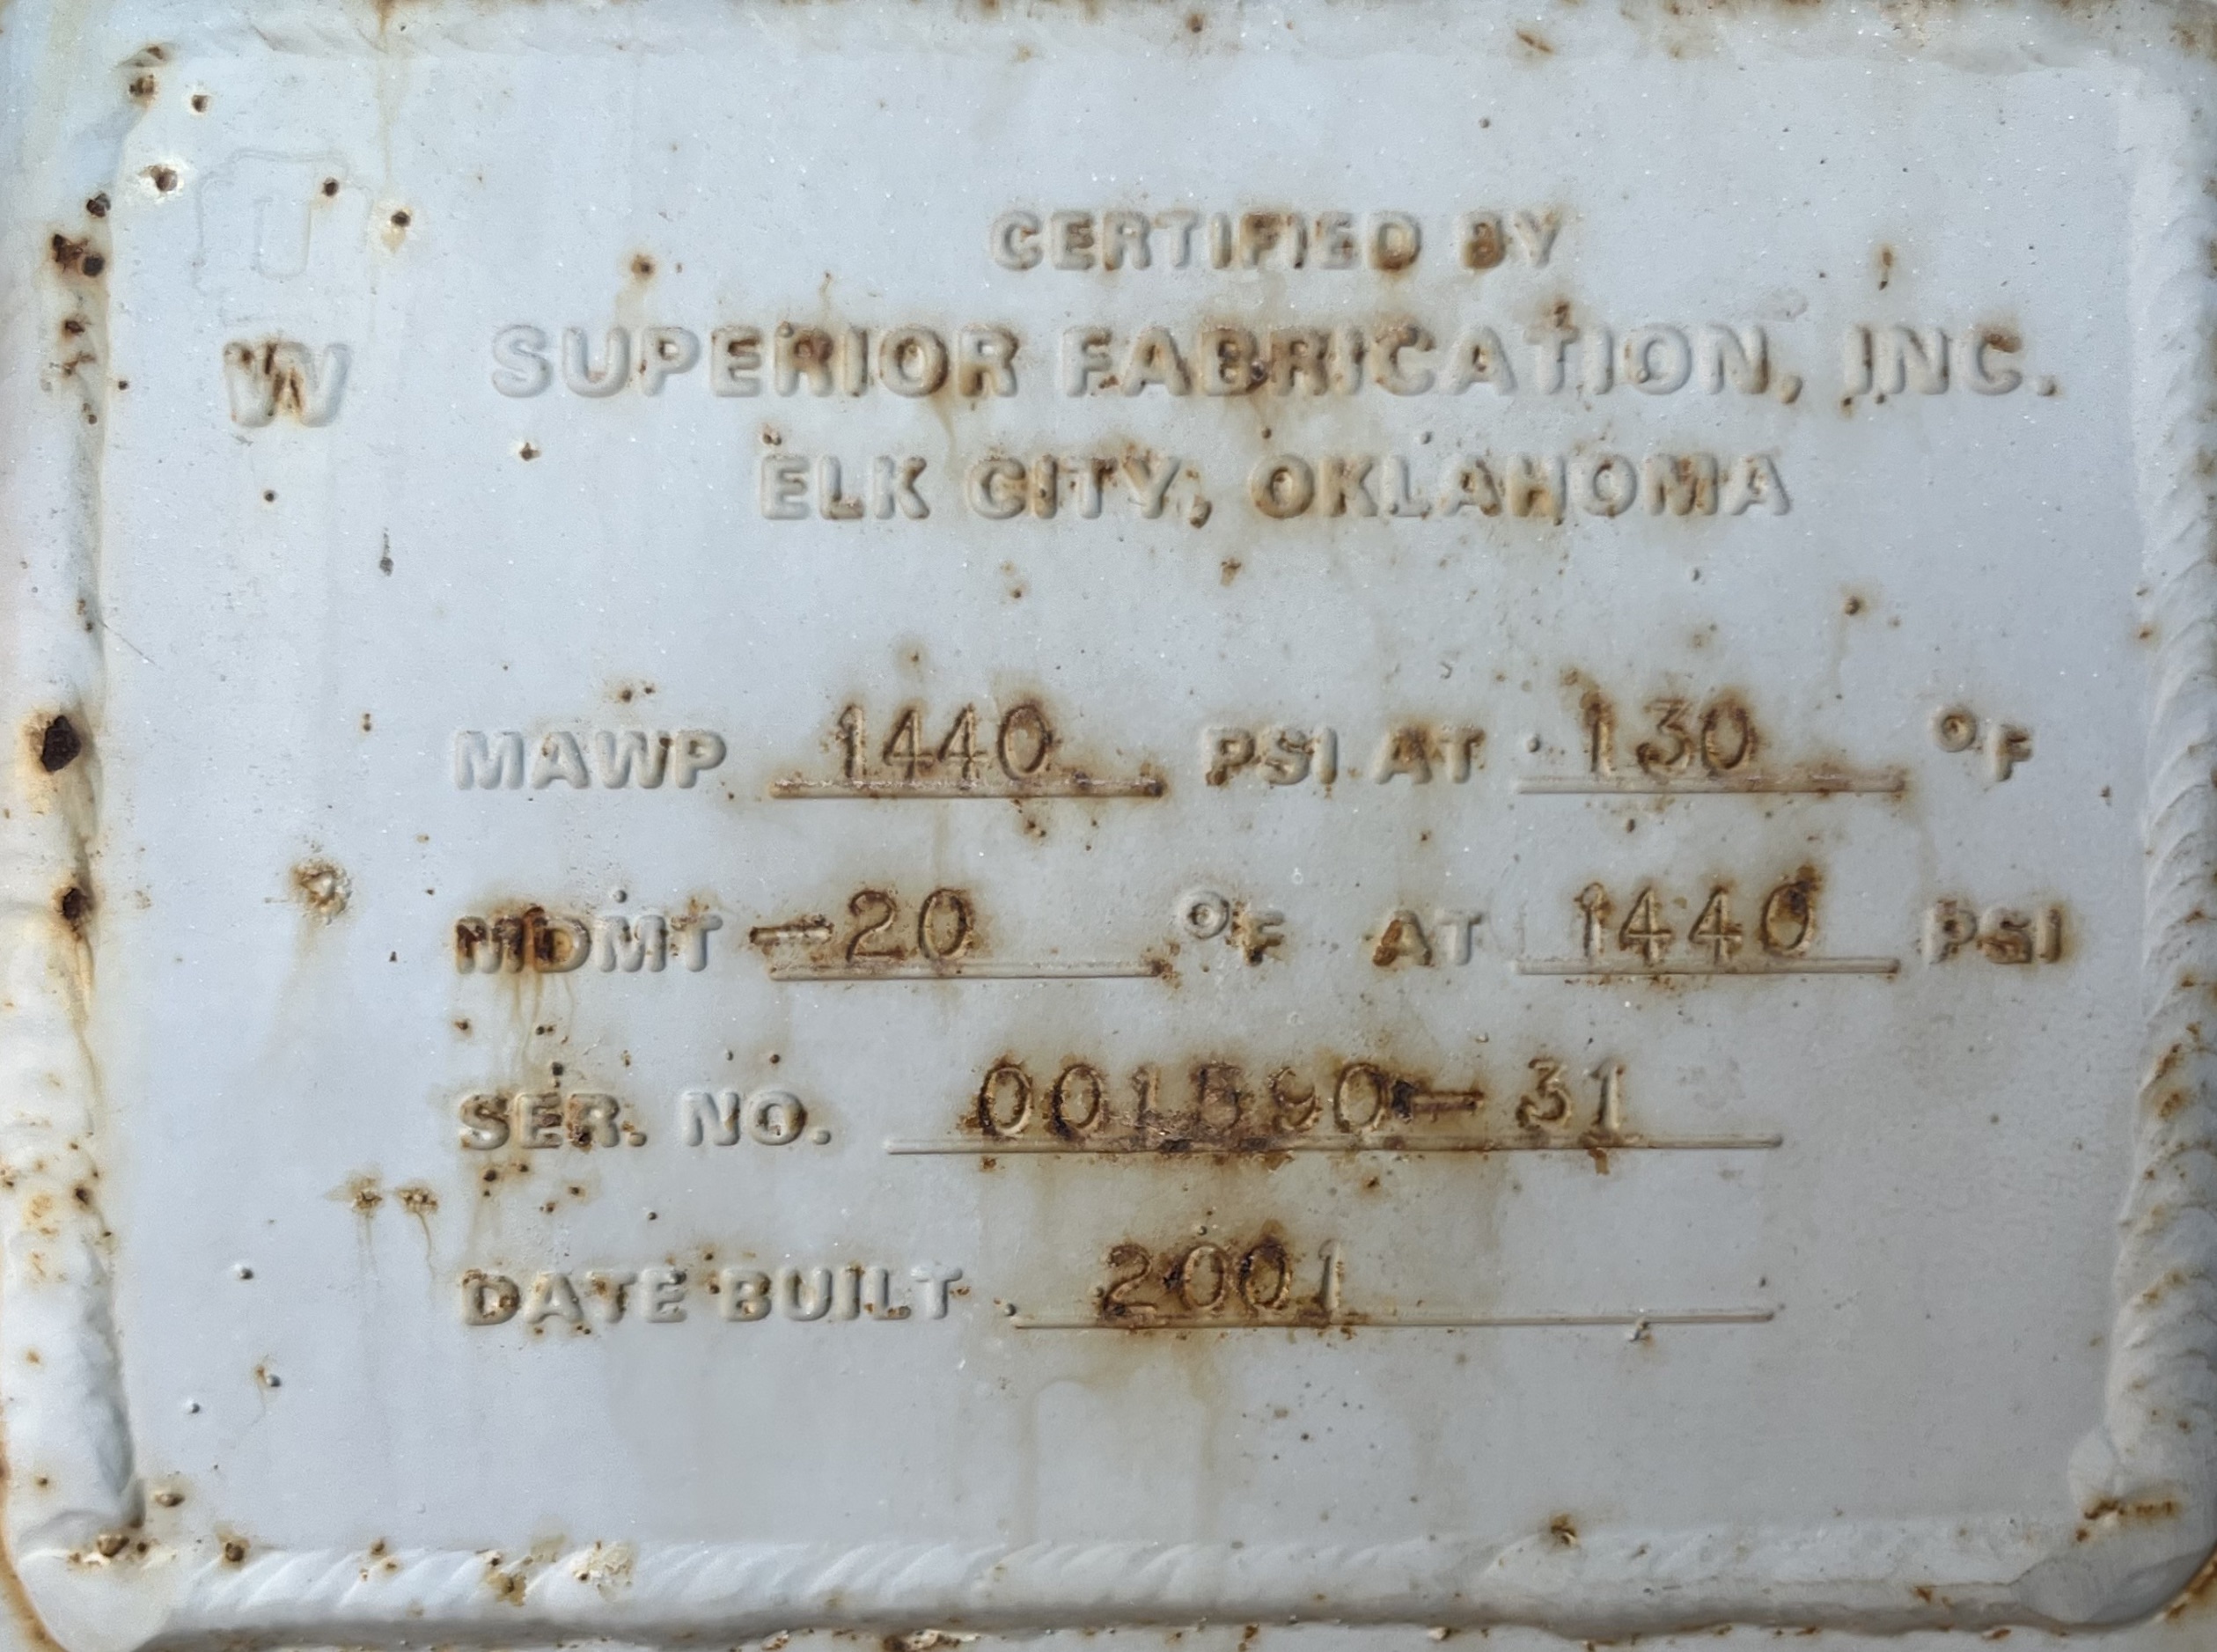 U
CERTIFIED BY
W SUPERIOR FABRICATION, INC.
ELK CITY, OKLAHOMA
MAWP 1440 PSI AT 130 °F
MDMT -20 °F AT 1440 PSI
SER. NO. 001590-31
DATE BUILT 2001